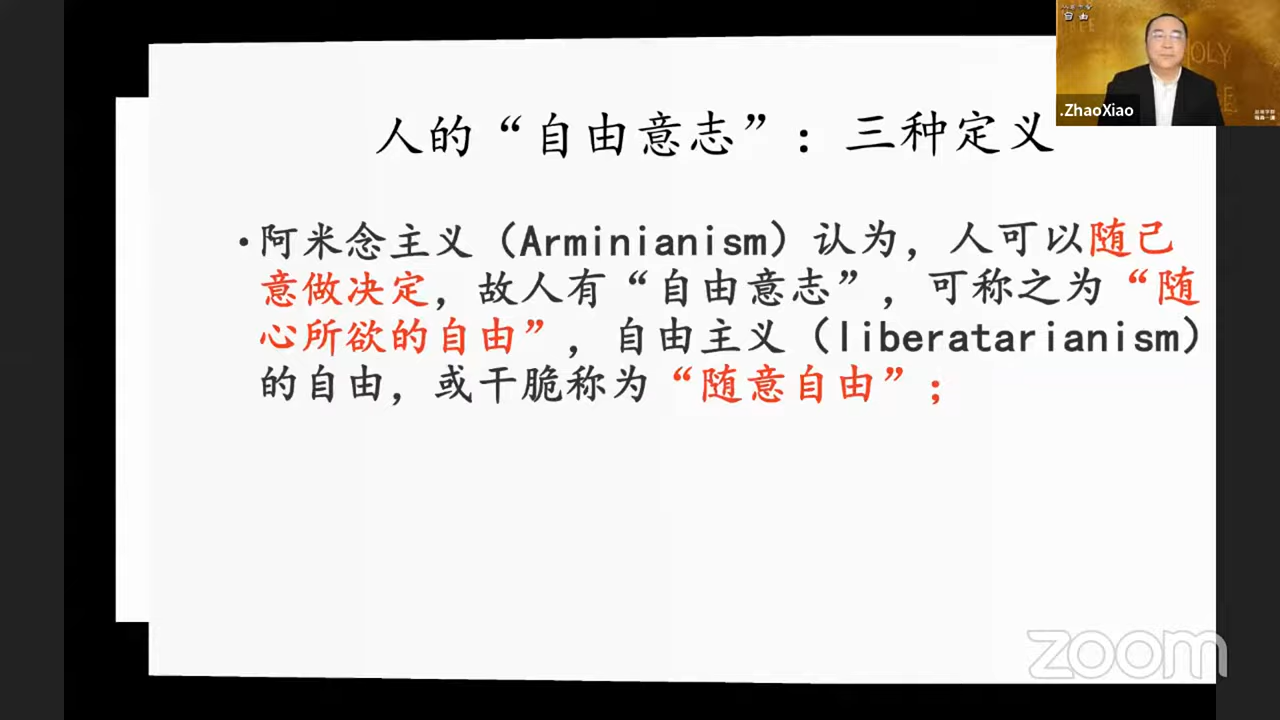 人的“自由意志”：三种定义
•阿米念主义（Arminianism）认为，人可以随己
意做决定，故人有“自由意志”，可称之为“随
心所欲的自由”，自由主义（liberatarianism）
的自由，或干脆称为“随意自由”；
.ZhaoXiao
自由
OLY
zoom